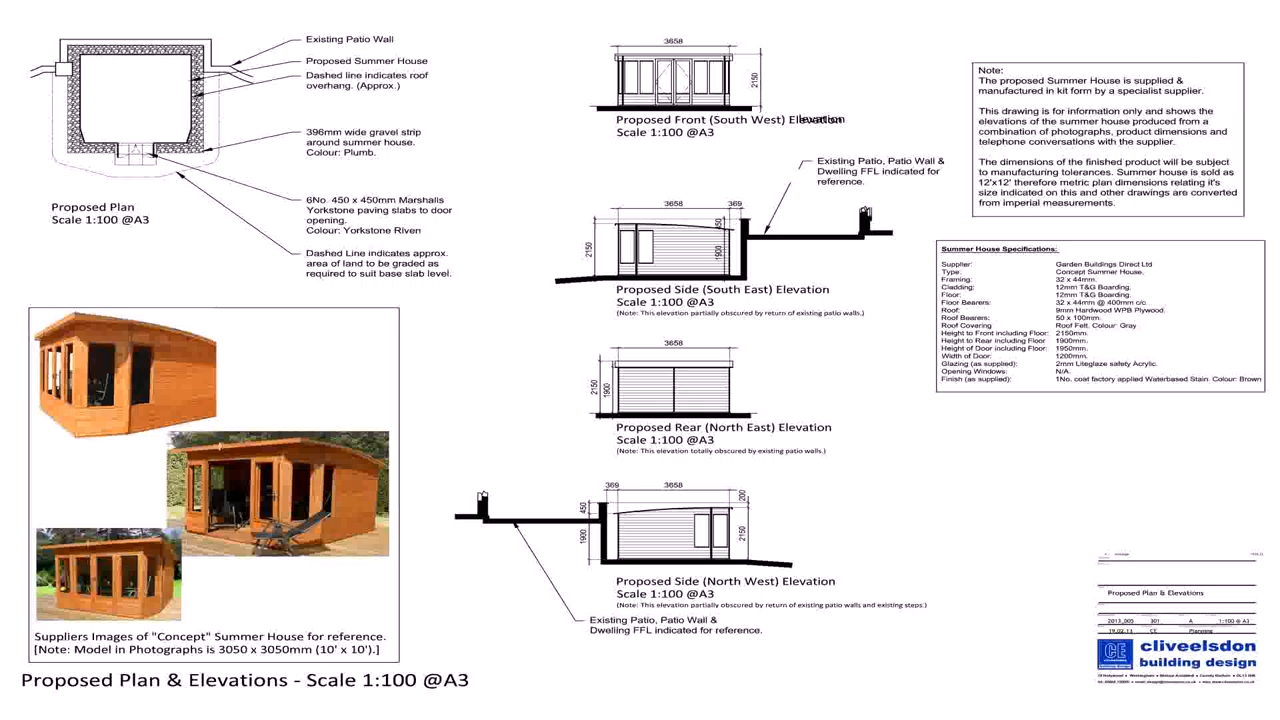 Existing Patio Wall
Proposed Summer House
Dashed line indicates roof
overhang. (Approx.)
396mm wide gravel strip
around summer house.
Colour: Plumb.
6No. 450 x 450mm Marshalls
Yorkstone paving slabs to door
opening.
Colour: Yorkstone Riven
Dashed Line indicates approx.
area of land to be graded as
required to suit base slab level.
Proposed Plan
Scale 1:100 @A3
Suppliers Images of "Concept" Summer House for reference.
[Note: Model in Photographs is 3050 x 3050mm (10' x 10').]
Proposed Plan & Elevations - Scale 1:100 @A3
3658
2150
Proposed Front (South West) Elevation
Scale 1:100 @A3
Existing Patio, Patio Wall &
Dwelling FFL indicated for
reference.
3658
369
450
2150
1900
Proposed Side (South East) Elevation
Scale 1:100 @A3
(Note: This elevation partially obscured by return of existing patio walls.)
3658
2150
1900
Proposed Rear (North East) Elevation
Scale 1:100 @A3
(Note: This elevation totally obscured by existing patio walls.)
369
3658
200
450
1900
2150
Proposed Side (North West) Elevation
Scale 1:100 @A3
(Note: This elevation partially obscured by return of existing patio walls and existing steps.)
Existing Patio, Patio Wall &
Dwelling FFL indicated for reference.
Note:
The proposed Summer House is supplied &
manufactured in kit form by a specialist supplier.
This drawing is for information only and shows the
elevations of the summer house produced from a
combination of photographs, product dimensions and
telephone conversations with the supplier.
The dimensions of the finished product will be subject
to manufacturing tolerances. Summer house is sold as
12'x12' therefore metric plan dimensions relating it's
size indicated on this and other drawings are converted
from imperial measurements.
Summer House Specifications:
Supplier: Garden Buildings Direct Ltd
Type: Concept Summer House.
Framing: 32 x 44mm.
Cladding: 12mm T&G Boarding.
Floor: 12mm T&G Boarding.
Floor Bearers: 32 x 44mm @ 400mm c/c.
Roof: 9mm Hardwood WPB Plywood.
Roof Bearers: 50 x 100mm.
Roof Covering Roof Felt. Colour: Gray
Height to Front including Floor: 2150mm.
Height to Rear including Floor 1900mm.
Height of Door including Floor: 1950mm.
Width of Door: 1200mm.
Glazing (as supplied): 2mm Liteglaze safety Acrylic.
Opening Windows: N/A.
Finish (as supplied): 1No. coat factory applied Waterbased Stain. Colour: Brown
Proposed Plan & Elevations
2013_005 301 A 1:100 @ A3
19.02.13 CE Planning
CE
cliveelsdon
building design